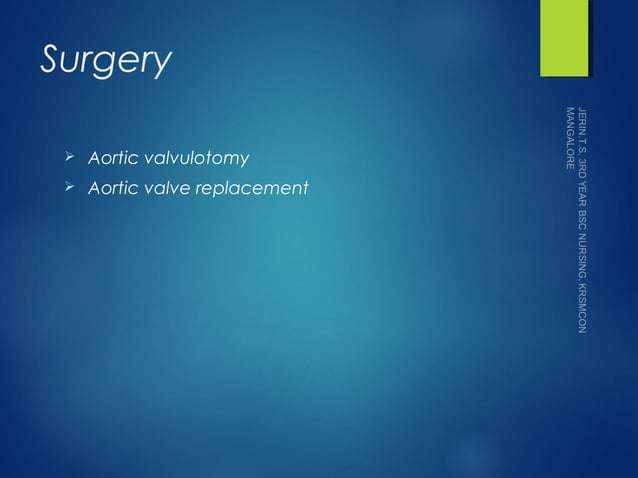 Surgery
➢ Aortic valvulotomy
➢ Aortic valve replacement
JERIN T.S, 3RD YEAR BSC NURSING, KRSMCON
MANGALORE